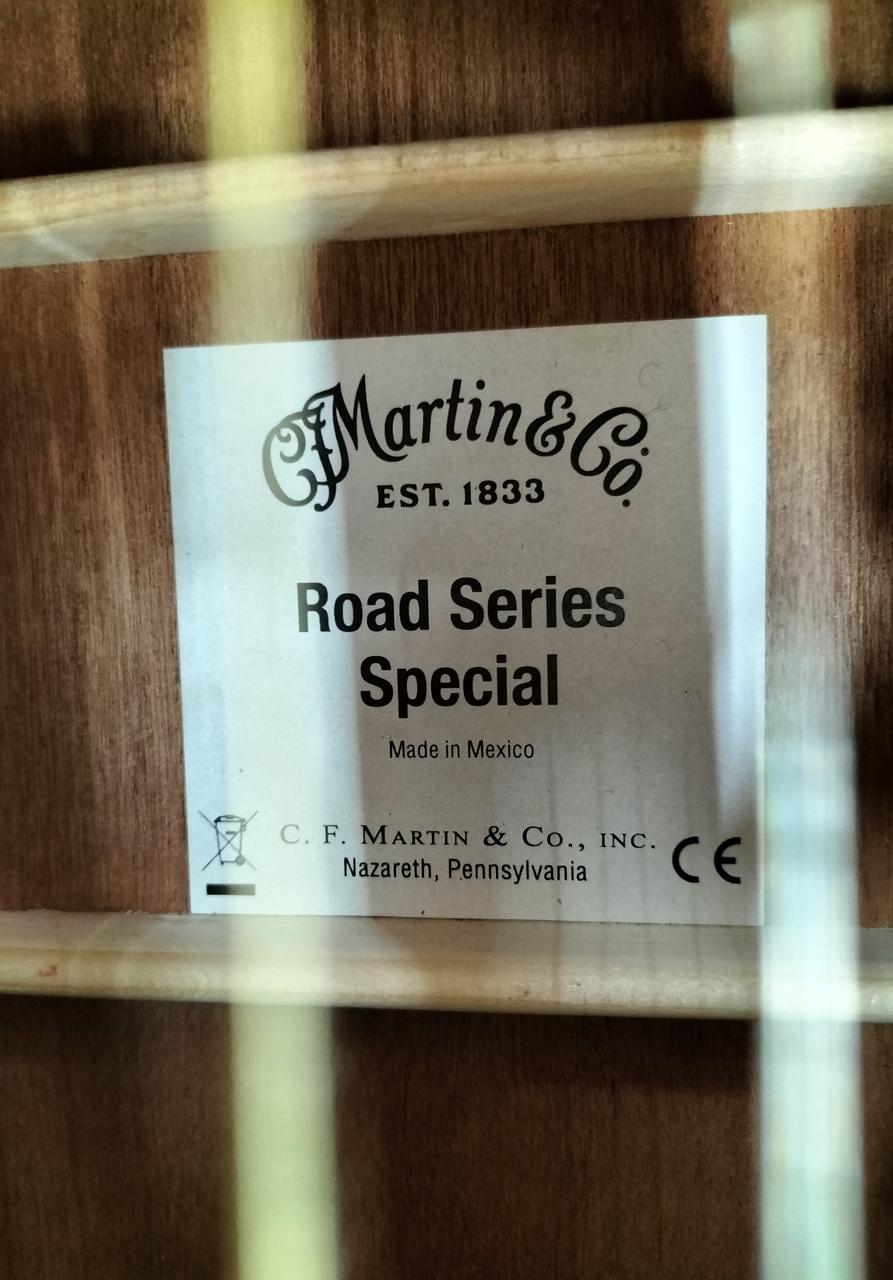 CFMartin & Co.
EST. 1833
Road Series
Special
Made in Mexico
C. F. MARTIN & CO., INC.
Nazareth, Pennsylvania
CE